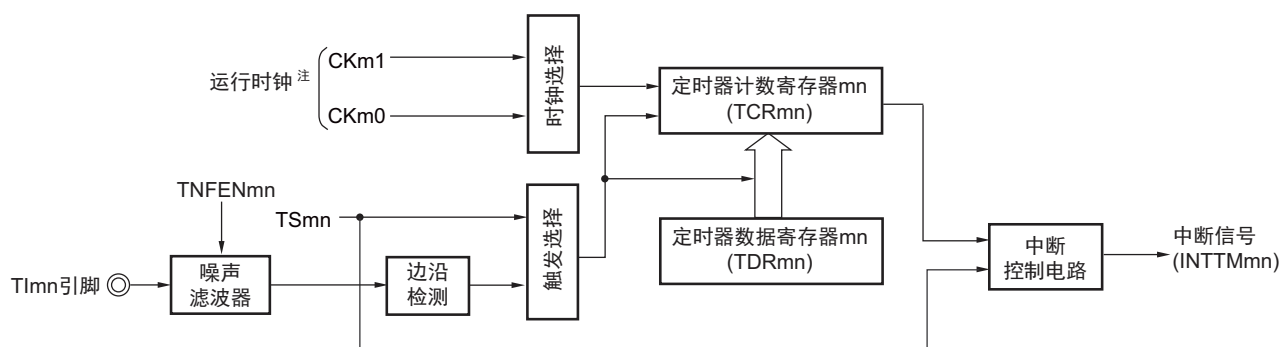 运行时钟 注
CKm1
CKm0
时钟选择
定时器计数寄存器mn
(TCRmn)
TNFENmn
TSmn
触发选择
定时器数据寄存器mn
(TDRmn)
TImn引脚
噪声
滤波器
边沿
检测
中断
控制电路
中断信号
(INTTMmn)